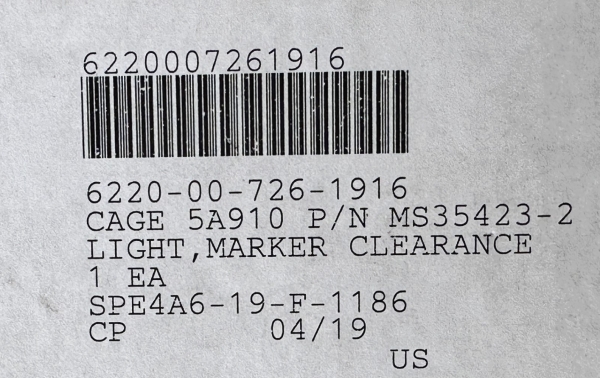 6220007261916
6220-00-726-1916
CAGE 5A910 P/N MS35423-2
LIGHT,MARKER CLEARANCE
1 EA
SPE4A6-19-F-1186
CP 04/19
US